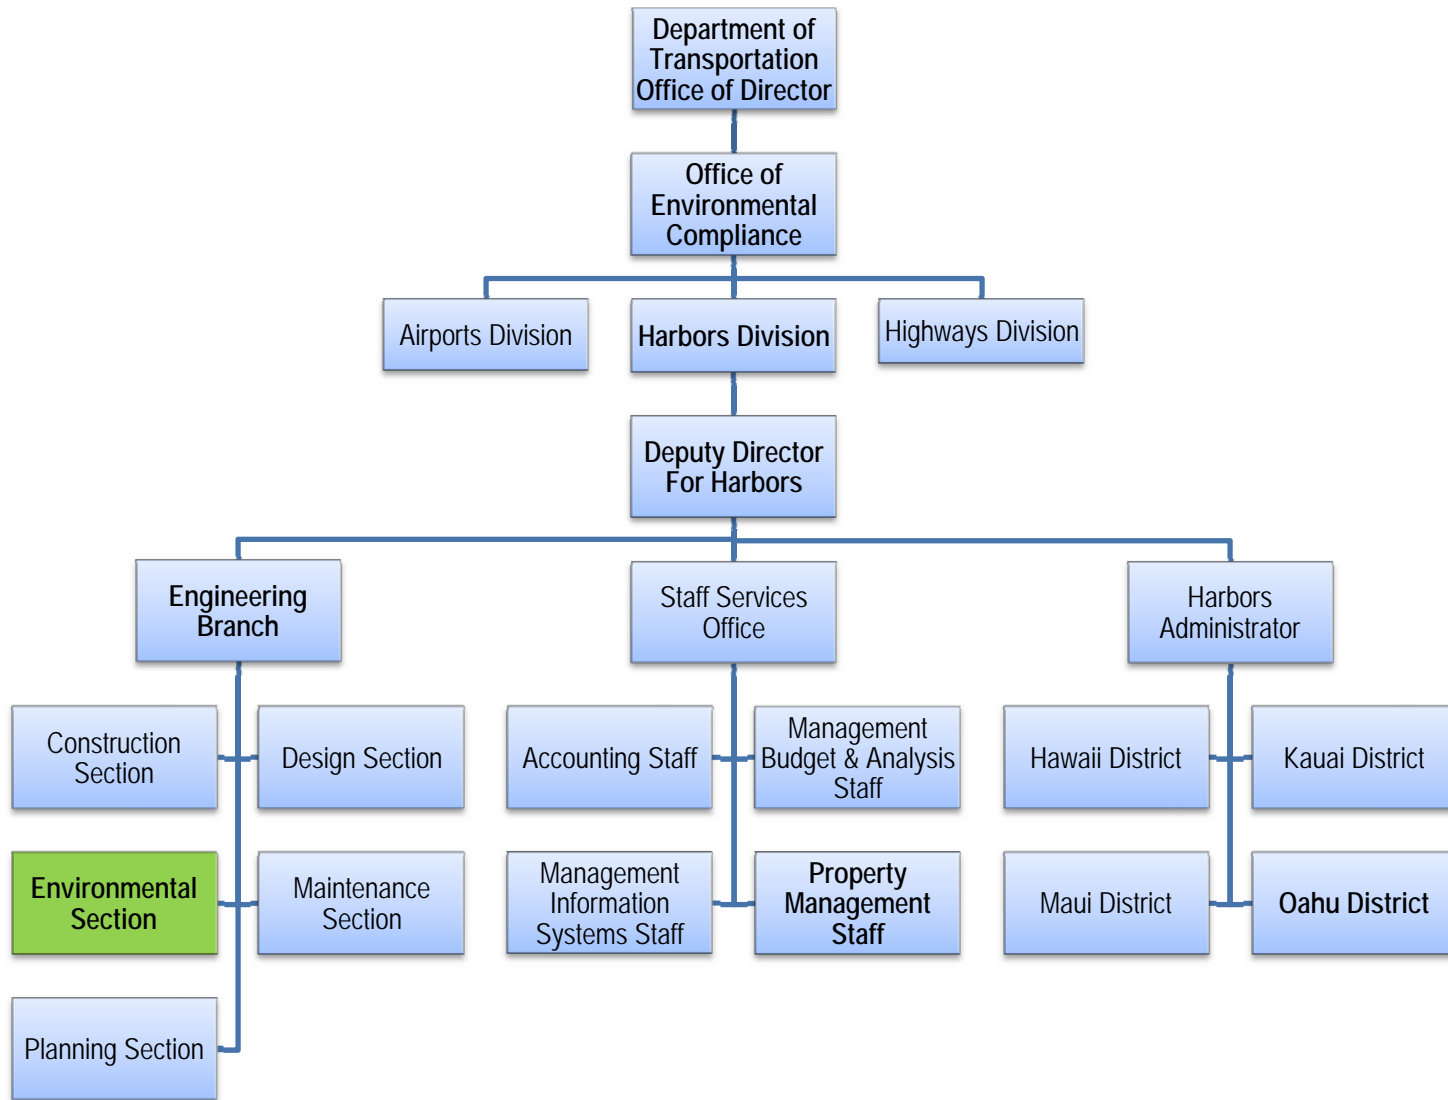 Department of
Transportation
Office of Director
Office of
Environmental
Compliance
Airports Division
Harbors Division
Highways Division
Deputy Director
For Harbors
Engineering
Branch
Staff Services
Office
Harbors
Administrator
Construction
Section
Design Section
Accounting Staff
Management
Budget & Analysis
Staff
Hawaii District
Kauai District
Environmental
Section
Maintenance
Section
Management
Information
Systems Staff
Property
Management
Staff
Maui District
Oahu District
Planning Section